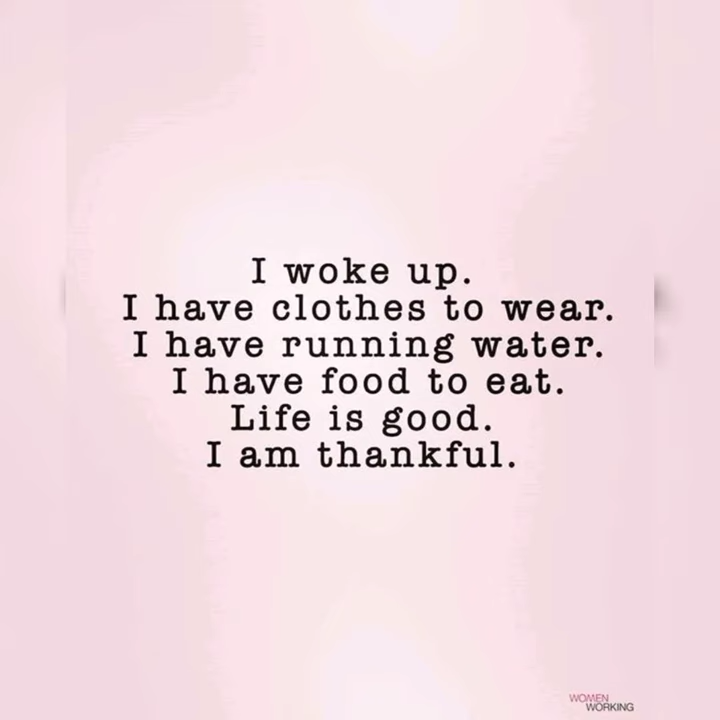 I woke up.
I have clothes to wear.
I have running water.
I have food to eat.
Life is good.
I am thankful.
WOMEN
WORKING